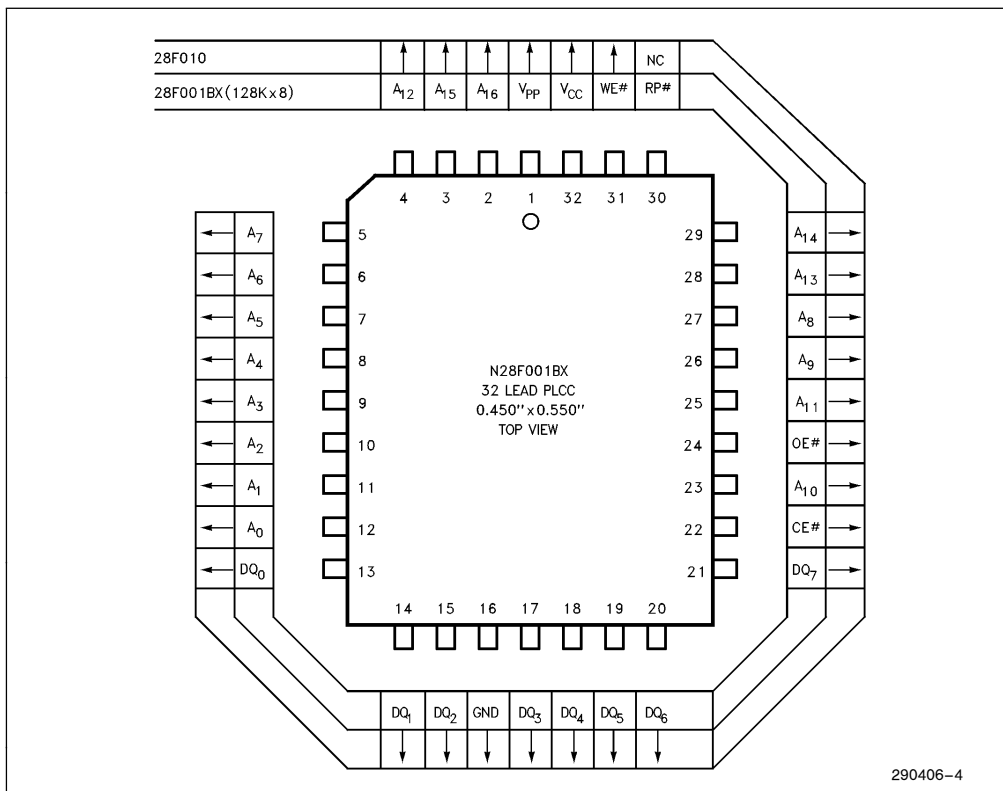 28F010 NC
28F001BX(128Kx8) A12 A15 A16 VPP VCC WE# RP#
4 3 2 1 32 31 30
A7 5 29 A14
A6 6 28 A13
A5 7 27 A8
A4 8 26 A9
A3 9 25 A11
A2 10 24 OE#
A1 11 23 A10
A0 12 22 CE#
DQ0 13 21 DQ7
N28F001BX
32 LEAD PLCC
0.450"x0.550"
TOP VIEW
14 15 16 17 18 19 20
DQ1 DQ2 GND DQ3 DQ4 DQ5 DQ6
290406-4